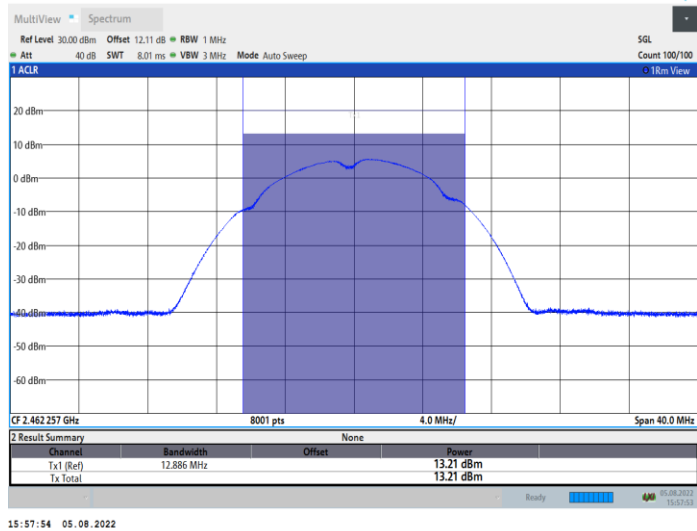 MultiView Spectrum
Ref Level 30.00 dBm Offset 12.11 dB RBW 1 MHz SGL
Att 40 dB SWT 8.01 ms VBW 3 MHz Mode Auto Sweep Count 100/100
1 ACLR 1Rm View
20 dBm
10 dBm
0 dBm
-10 dBm
-20 dBm
-30 dBm
-40 dBm
-50 dBm
-60 dBm
CF 2.462 257 GHz 8001 pts 4.0 MHz/ Span 40.0 MHz
2 Result Summary None
Channel Bandwidth Offset Power
Tx1 (Ref) 12.886 MHz 13.21 dBm
Tx Total 13.21 dBm
Ready 05.08.2022
15:57:53
15:57:54 05.08.2022